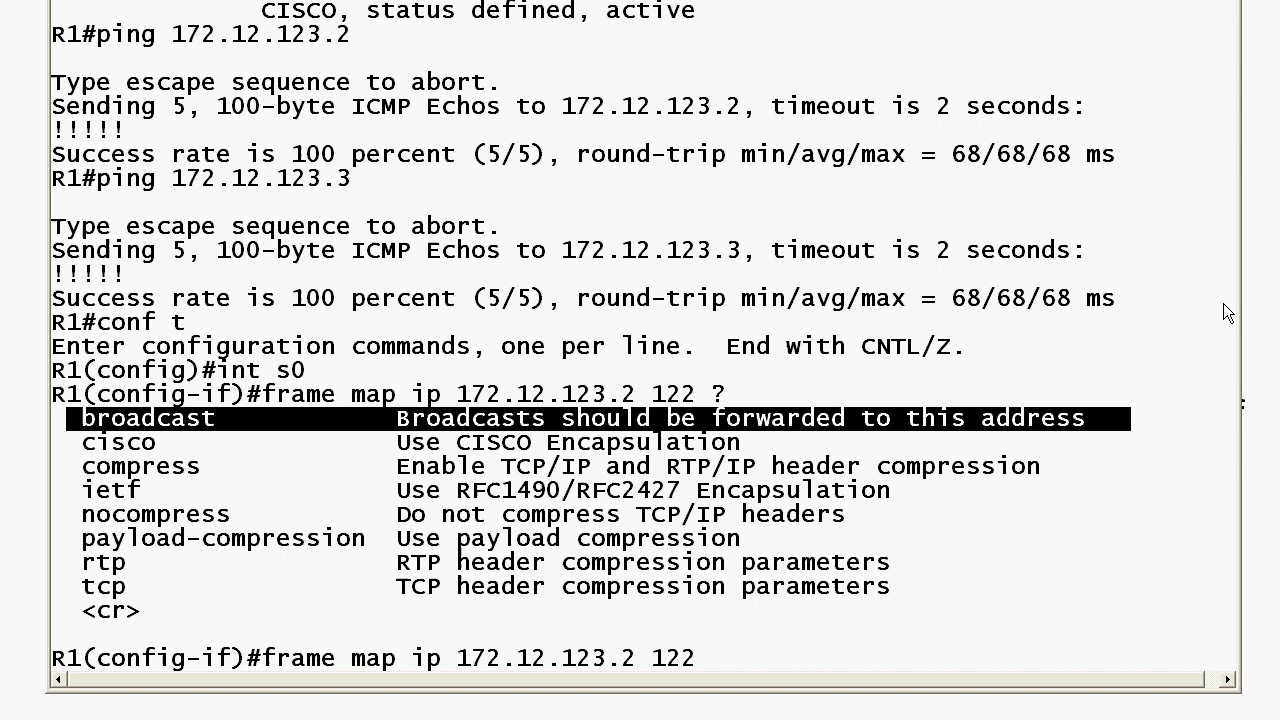 CISCO, status defined, active
R1#ping 172.12.123.2
Type escape sequence to abort.
Sending 5, 100-byte ICMP Echos to 172.12.123.2, timeout is 2 seconds:
!!!!!
Success rate is 100 percent (5/5), round-trip min/avg/max = 68/68/68 ms
R1#ping 172.12.123.3
Type escape sequence to abort.
Sending 5, 100-byte ICMP Echos to 172.12.123.3, timeout is 2 seconds:
!!!!!
Success rate is 100 percent (5/5), round-trip min/avg/max = 68/68/68 ms
R1#conf t
Enter configuration commands, one per line.  End with CNTL/Z.
R1(config)#int s0
R1(config-if)#frame map ip 172.12.123.2 122 ?
broadcast            Broadcasts should be forwarded to this address
cisco                Use CISCO Encapsulation
compress             Enable TCP/IP and RTP/IP header compression
ietf                 Use RFC1490/RFC2427 Encapsulation
nocompress           Do not compress TCP/IP headers
payload-compression  Use payload compression
rtp                  RTP header compression parameters
tcp                  TCP header compression parameters
<cr>
R1(config-if)#frame map ip 172.12.123.2 122